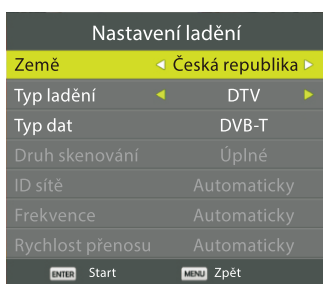 Nastavení ladění
Země Česká republika
Typ ladění DTV
Typ dat DVB-T
Druh skenování Úplné
ID sítě Automaticky
Frekvence Automaticky
Rychlost přenosu Automaticky
ENTER Start MENU Zpět